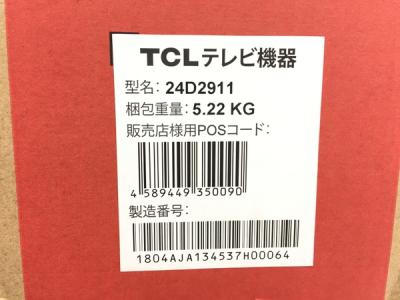 TCLテレビ機器
型名: 24D2911
梱包重量: 5.22 KG
販売店様用POSコード:
4 589449 350090
製造番号:
1804AJA134537H00064